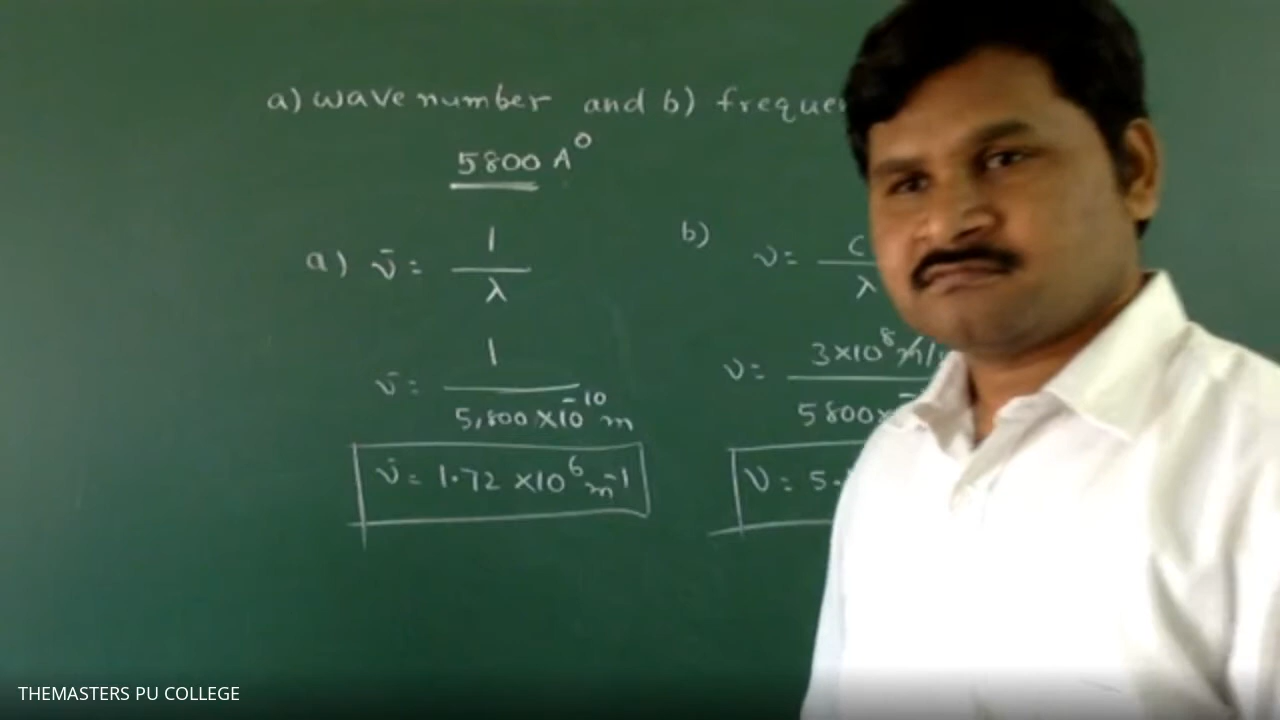 a) wave number and b) freque
5800 A°
a) ν̄ = 1/λ
ν̄ = 1/5,800 ×10⁻¹⁰ m
ν̄ = 1.72 ×10⁶ m⁻¹
b) ν = c/λ
ν = 3×10⁸ m/ / 5800×
ν = 5.
THEMASTERS PU COLLEGE